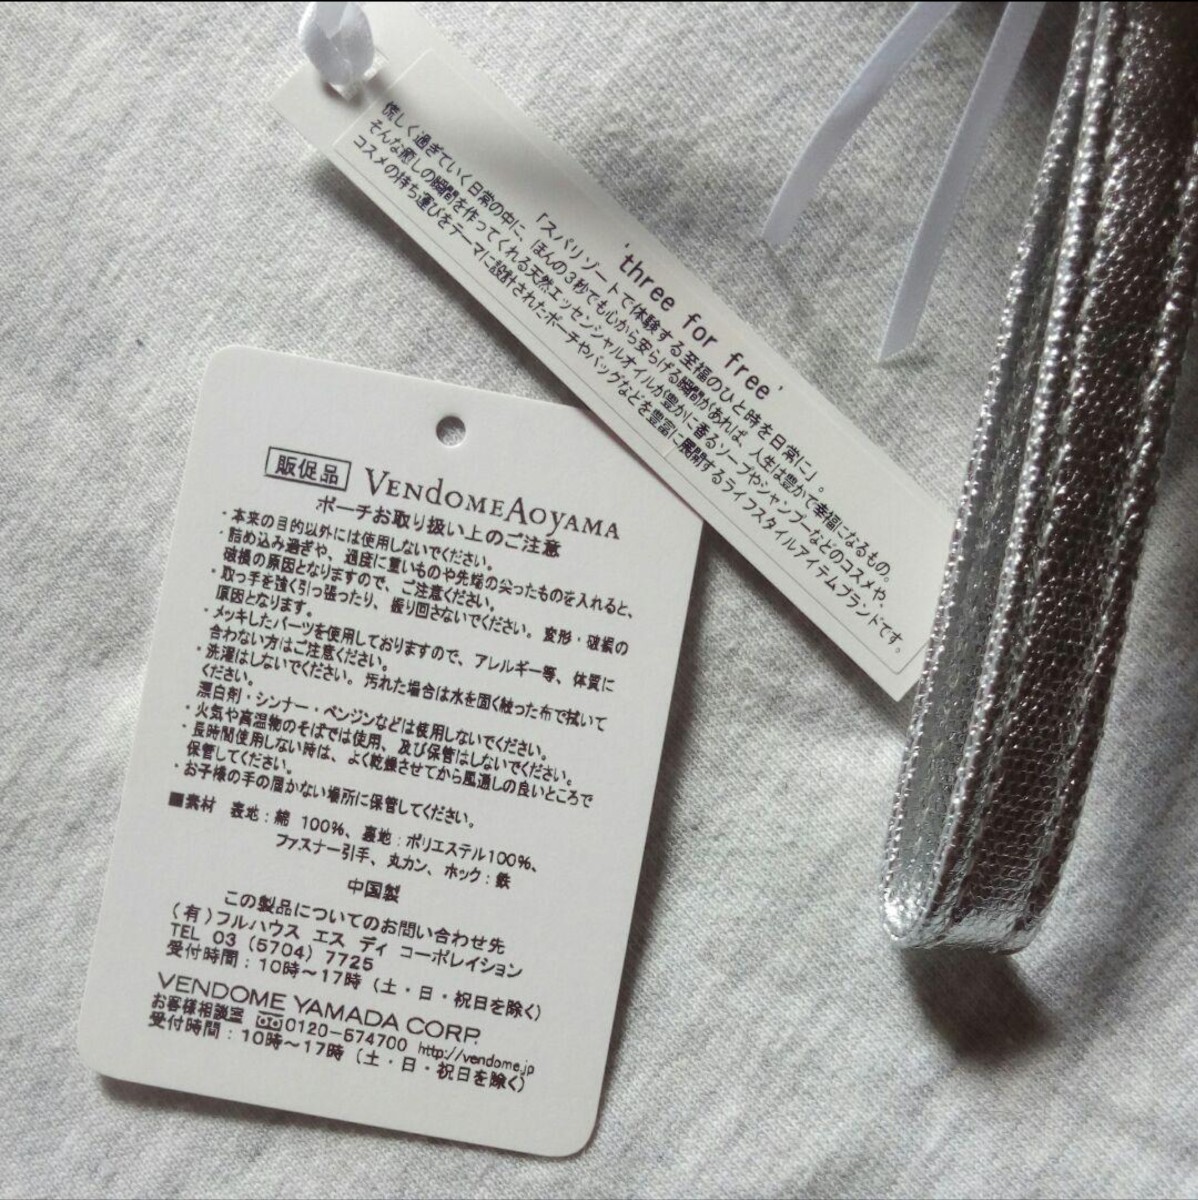 'three for free'
「スパリゾートで体験する至福のひと時を日常に」。
慌しく過ぎていく日常の中に、ほんの3秒でも心から安らげる瞬間があれば、人生は豊かで幸福になるもの。
そんな癒しの瞬間を作ってくれる天然エッセンシャルオイルが豊かに香るソープやシャンプーなどのコスメや、
コスメの持ち運びをテーマに設計されたポーチやバッグなどを豊富に展開するライフスタイルアイテムブランドです。
販促品 VENDOME AOYAMA
ポーチお取り扱い上のご注意
・本来の目的以外には使用しないでください。
・詰め込み過ぎや、過度に重いものや先端の尖ったものを入れると、
破損の原因となりますので、ご注意ください。
・取っ手を強く引っ張ったり、振り回さないでください。変形・破損の
原因となります。
・メッキしたパーツを使用しておりますので、アレルギー等、体質に
合わない方はご注意ください。
・洗濯はしないでください。汚れた場合は水を固く絞った布で拭いて
ください。
漂白剤・シンナー・ベンジンなどは使用しないでください。
・火気や高温物のそばでは使用、及び保管はしないでください。
・長時間使用しない時は、よく乾燥させてから風通しの良いところで
保管してください。
・お子様の手の届かない場所に保管してください。
■素材 表地:綿 100%、裏地:ポリエステル100%、
ファスナー引手、丸カン、ホック:鉄
中国製
この製品についてのお問い合わせ先
(有)フルハウス エス ディ コーポレイション
TEL 03 (5704) 7725
受付時間:10時〜17時 (土・日・祝日を除く)
VENDOME YAMADA CORP.
お客様相談室 0120-574700 http://vendome.jp
受付時間:10時〜17時 (土・日・祝日を除く)